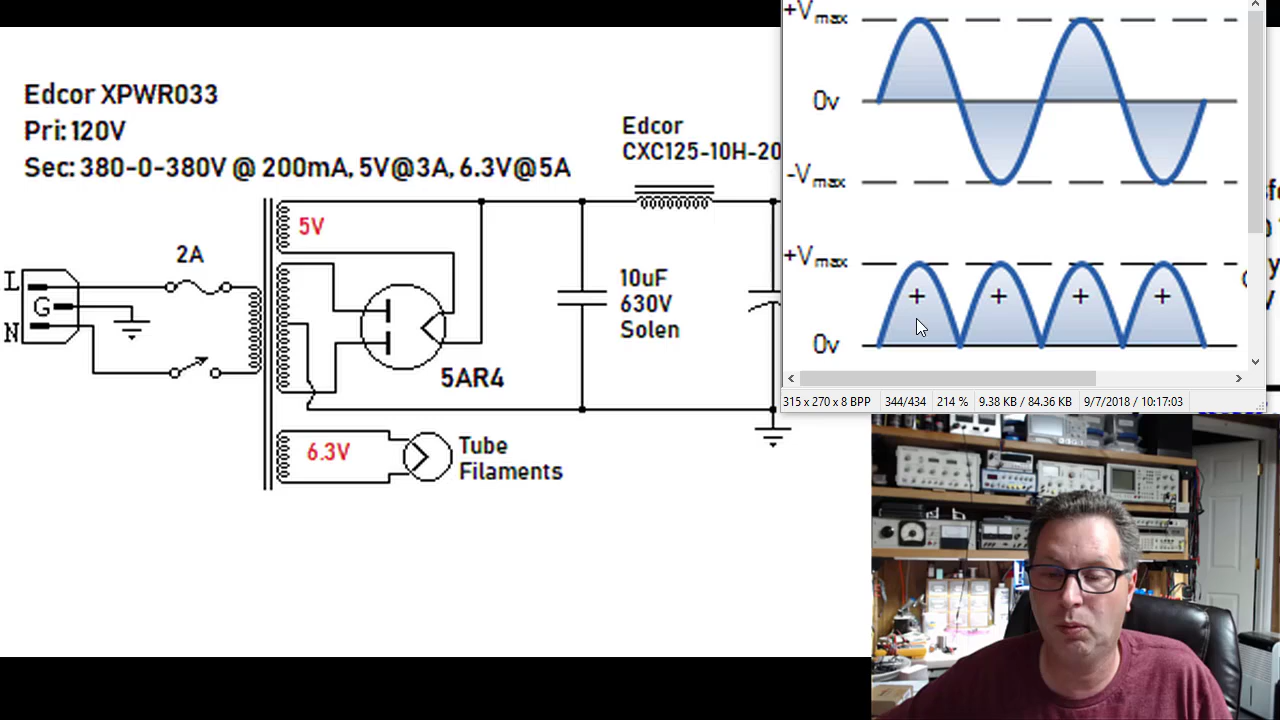 Edcor XPWR033
Pri: 120V
Sec: 380-0-380V @ 200mA, 5V@3A, 6.3V@5A
Edcor
CXC125-10H-20
2A
5V
L
G
N
10uF
630V
Solen
5AR4
6.3V
Tube
Filaments
+Vmax
0v
-Vmax
+Vmax
+ + + +
0v
315 x 270 x 8 BPP 344/434 214 % 9.38 KB / 84.36 KB 9/7/2018 / 10:17:03